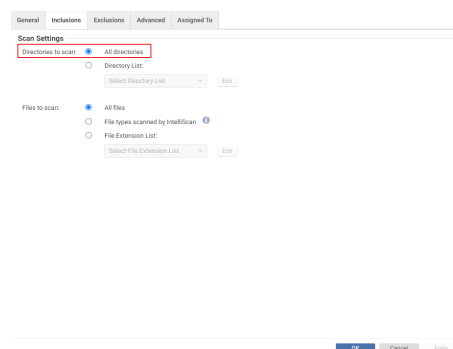 General Inclusions Exclusions Advanced Assigned To
Scan Settings
Directories to scan: All directories
Directory List:
Select Directory List Edit
Files to scan: All files
File types scanned by IntelliScan
File Extension List:
Select File Extension List Edit
OK Cancel Apply